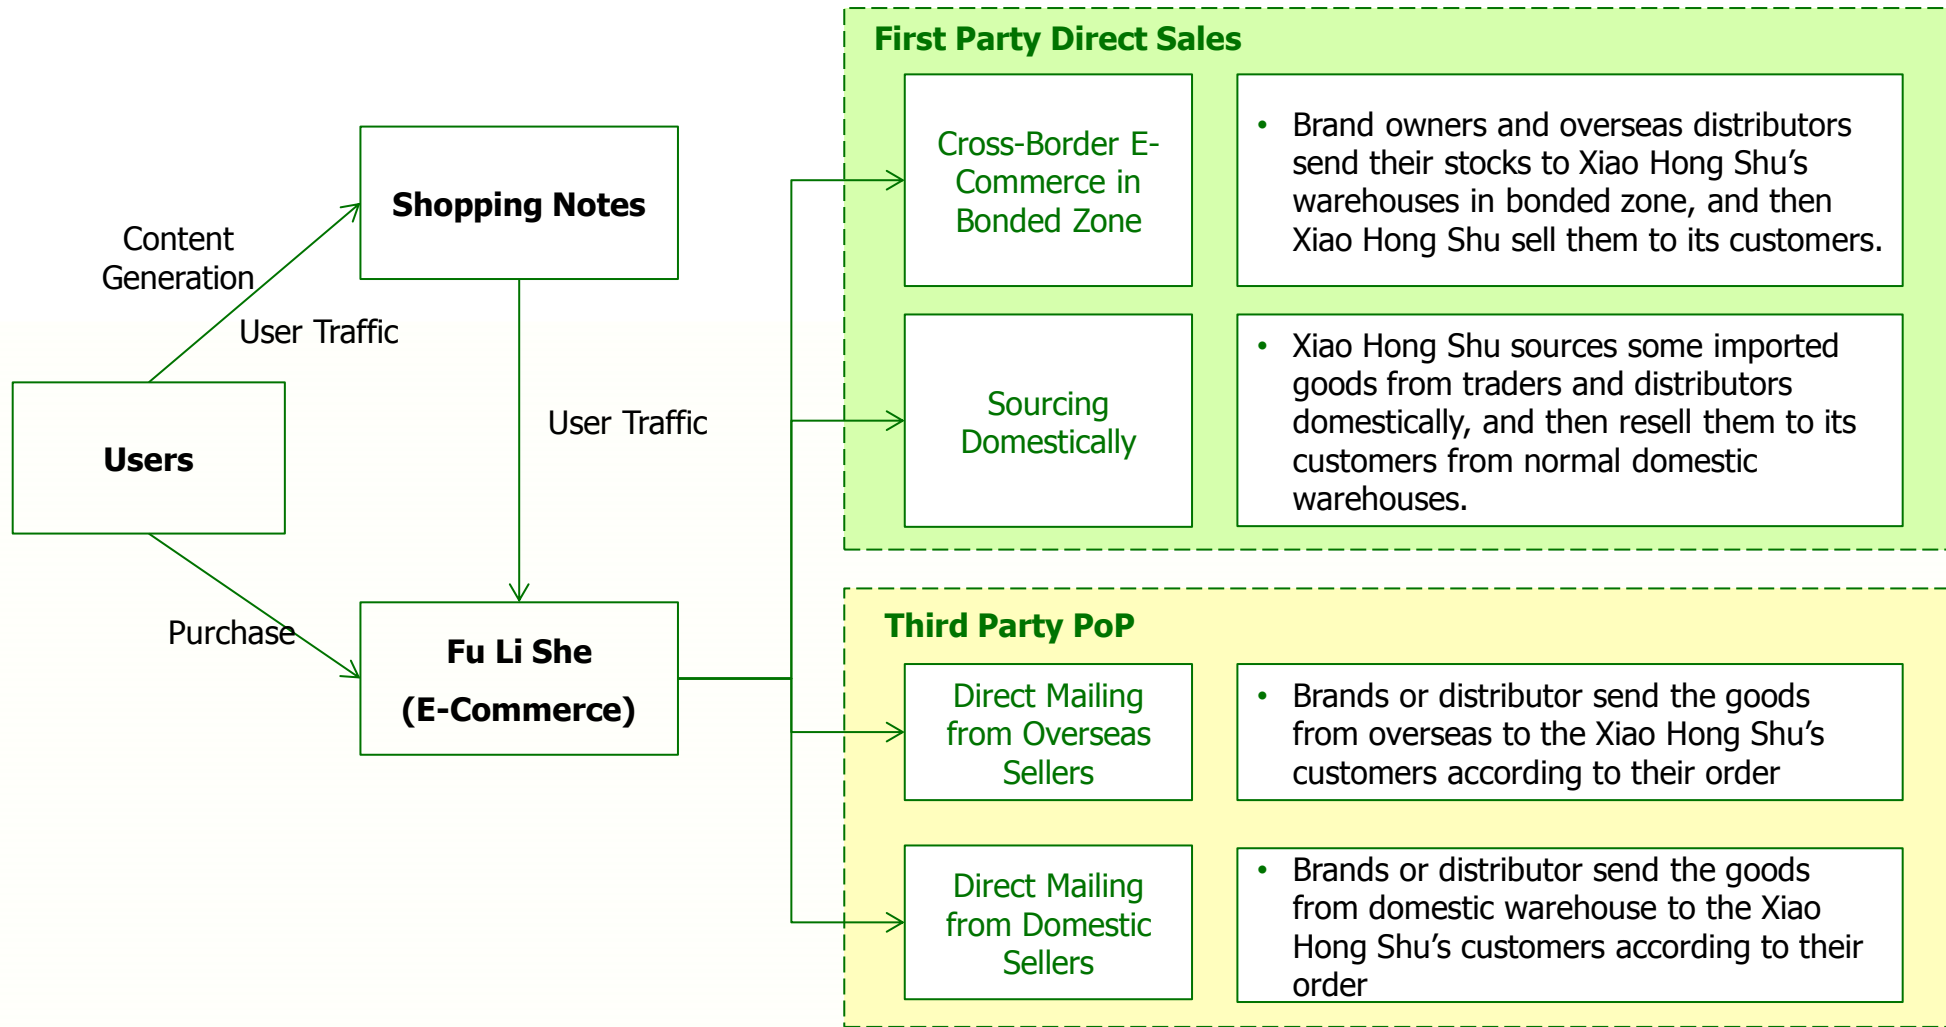 First Party Direct Sales
Cross-Border E-
Commerce in
Bonded Zone
• Brand owners and overseas distributors
send their stocks to Xiao Hong Shu’s
warehouses in bonded zone, and then
Xiao Hong Shu sell them to its customers.
Shopping Notes
Content
Generation
User Traffic
Users
User Traffic
Sourcing
Domestically
• Xiao Hong Shu sources some imported
goods from traders and distributors
domestically, and then resell them to its
customers from normal domestic
warehouses.
Purchase
Fu Li She
(E-Commerce)
Third Party PoP
Direct Mailing
from Overseas
Sellers
• Brands or distributor send the goods
from overseas to the Xiao Hong Shu’s
customers according to their order
Direct Mailing
from Domestic
Sellers
• Brands or distributor send the goods
from domestic warehouse to the Xiao
Hong Shu’s customers according to their
order